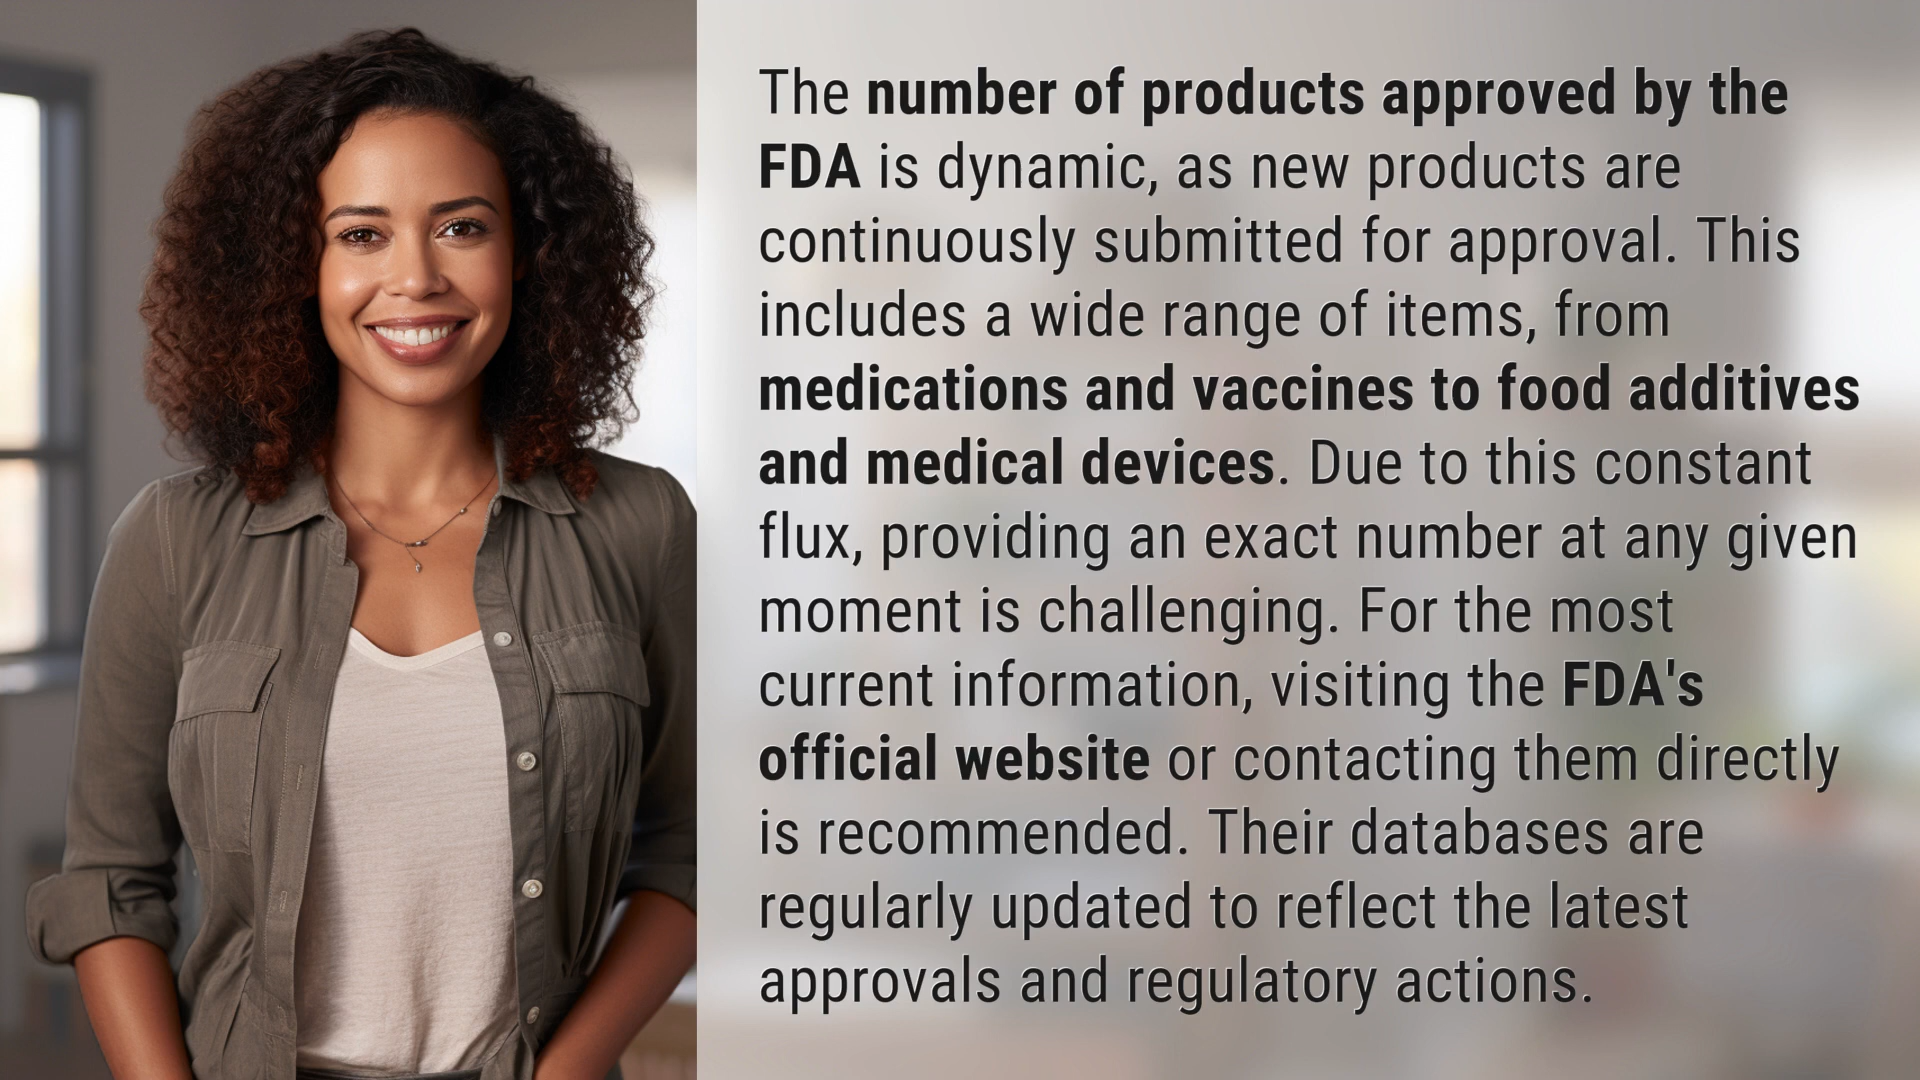 The number of products approved by the
FDA is dynamic, as new products are
continuously submitted for approval. This
includes a wide range of items, from
medications and vaccines to food additives
and medical devices. Due to this constant
flux, providing an exact number at any given
moment is challenging. For the most
current information, visiting the FDA's
official website or contacting them directly
is recommended. Their databases are
regularly updated to reflect the latest
approvals and regulatory actions.